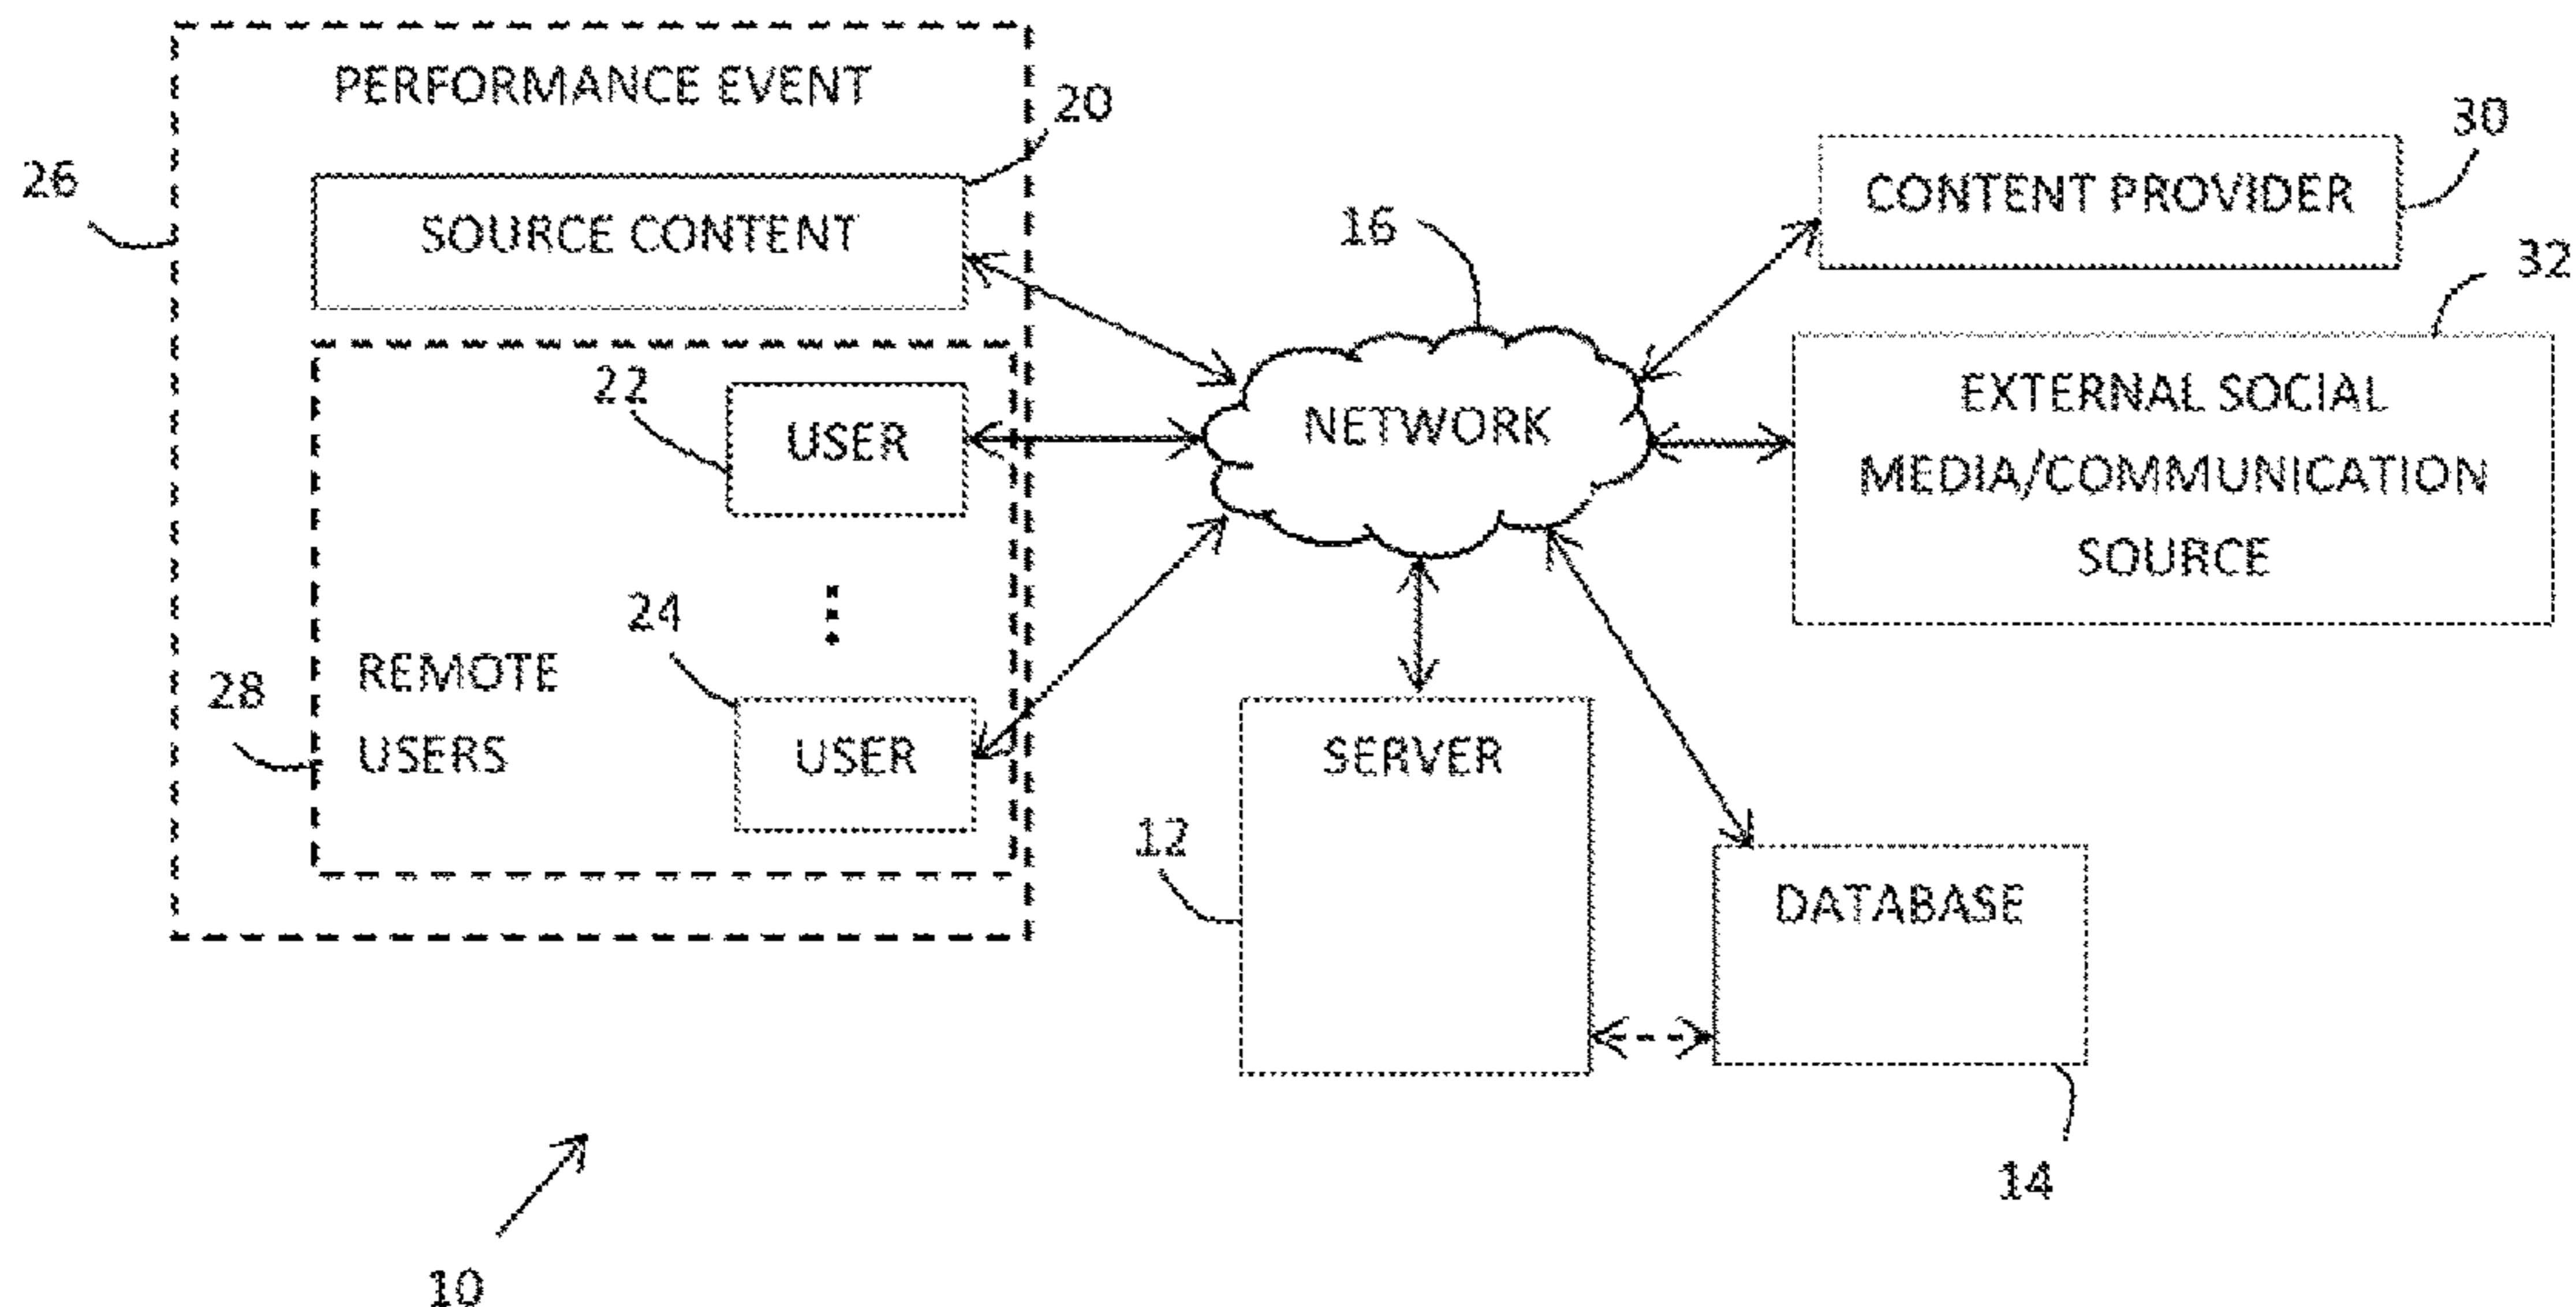 PERFORMANCE EVENT
20
26
SOURCE CONTENT
22
USER
24
REMOTE
USERS
28
USER
16
NETWORK
30
CONTENT PROVIDER
32
EXTERNAL SOCIAL
MEDIA/COMMUNICATION
SOURCE
SERVER
12
DATABASE
14
10